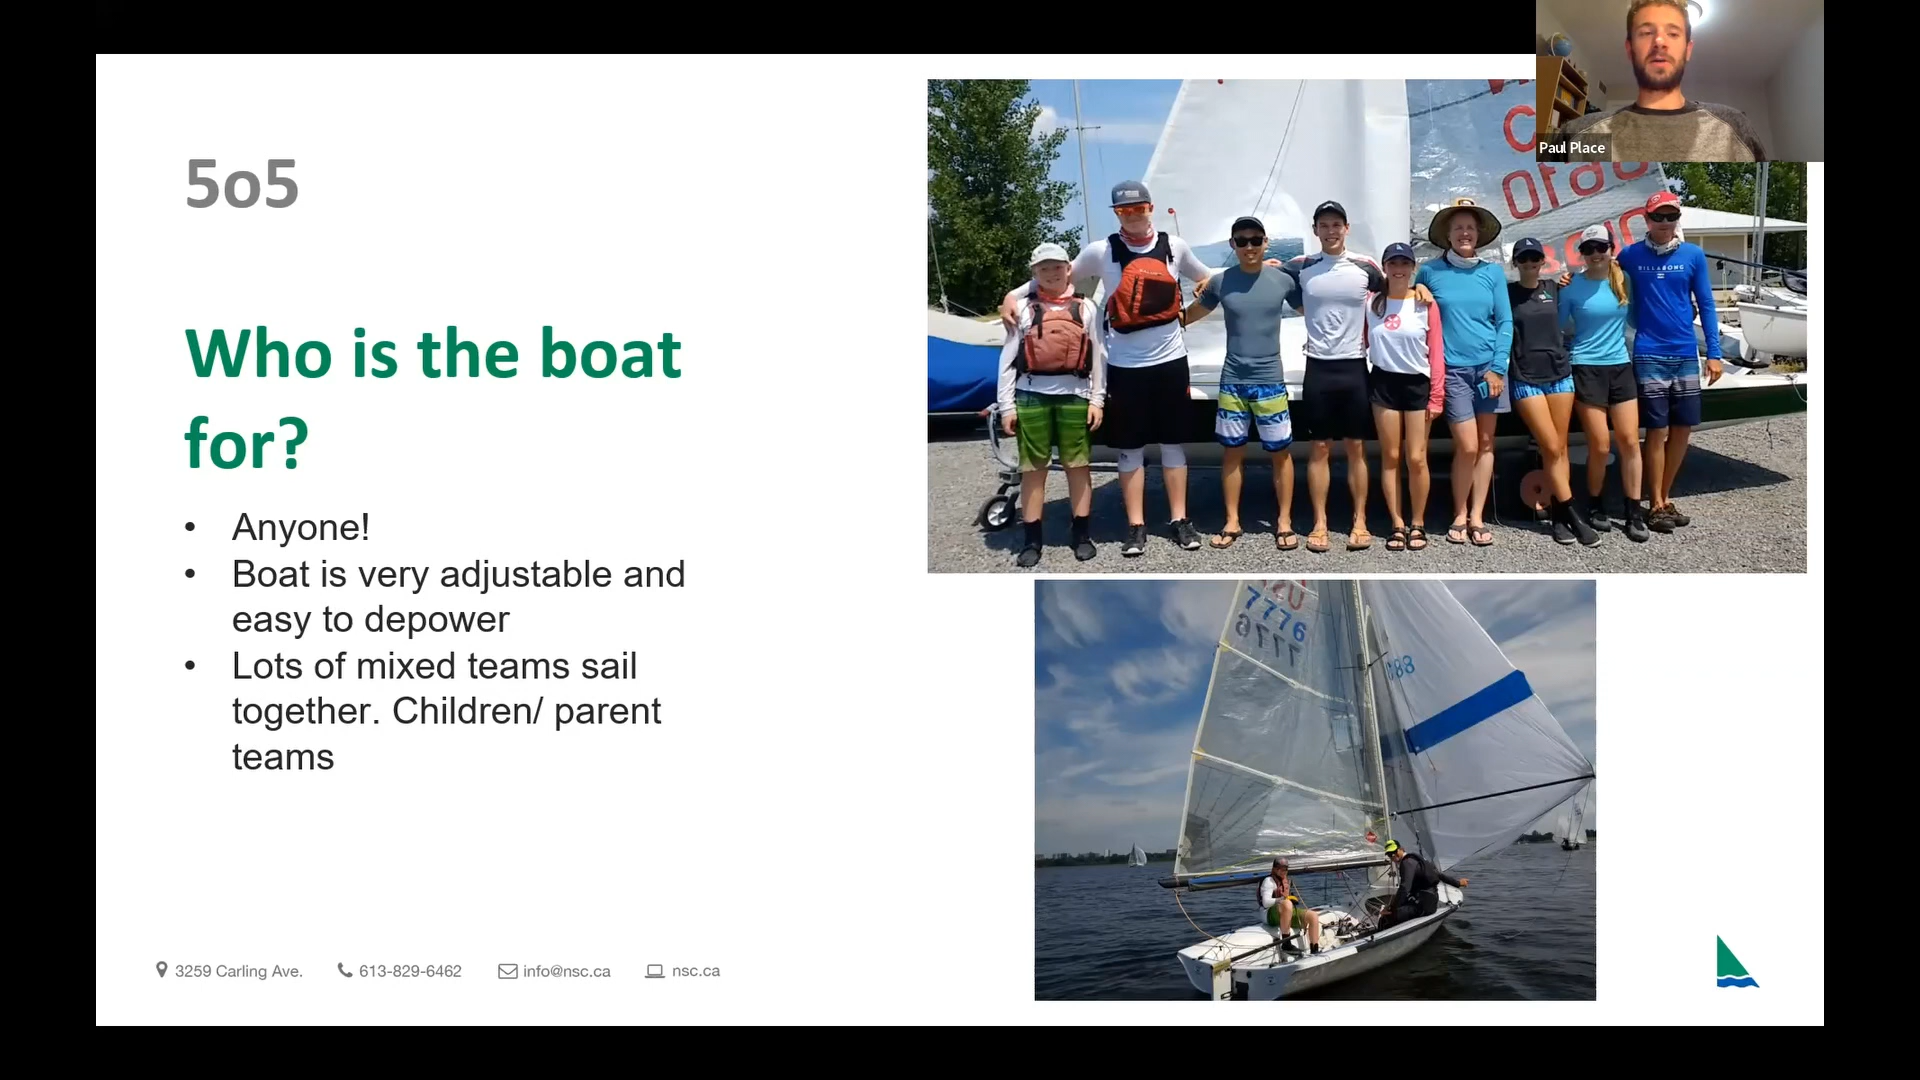 5o5
Who is the boat
for?
• Anyone!
• Boat is very adjustable and
easy to depower
• Lots of mixed teams sail
together. Children/ parent
teams
3259 Carling Ave. 613-829-6462 info@nsc.ca nsc.ca
Paul Place
BILLABONG
7776
7776